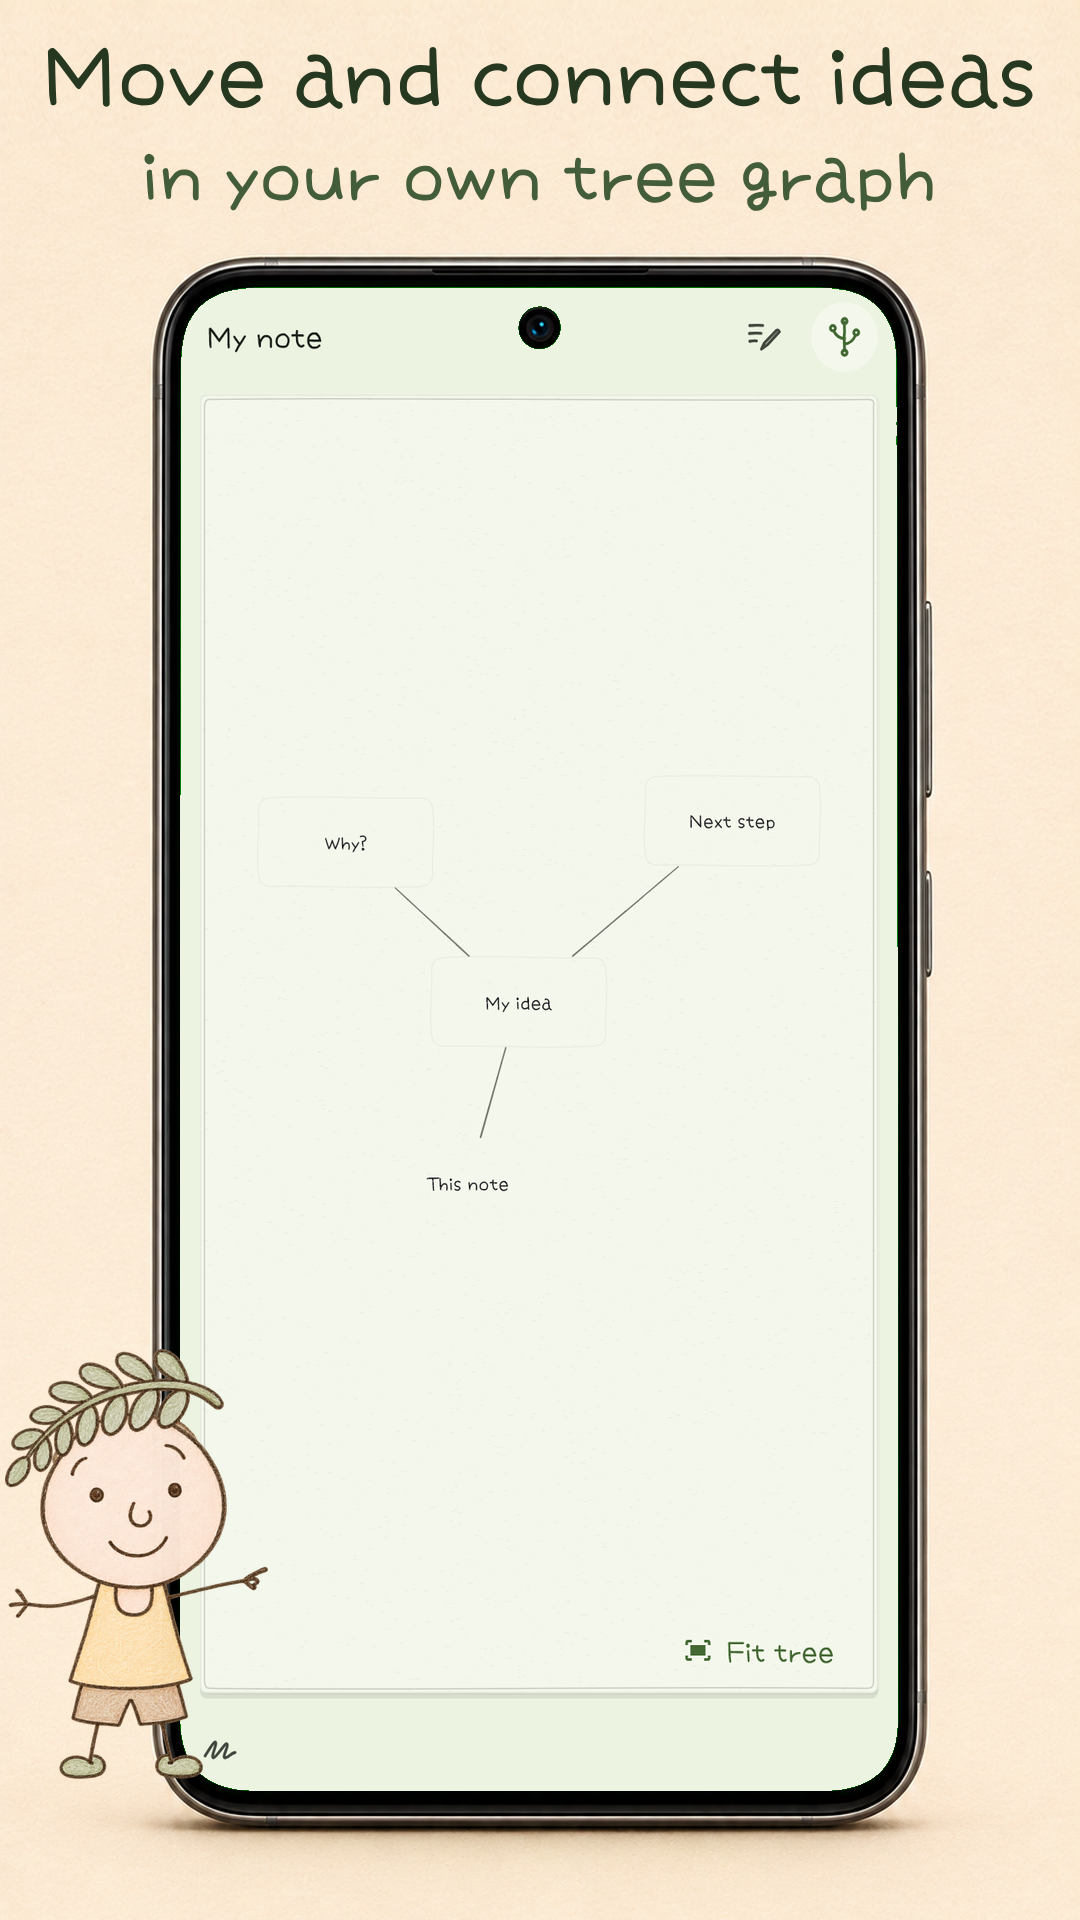 Move and connect ideas
in your own tree graph
My note
Next step
Why?
My idea
This note
Fit tree